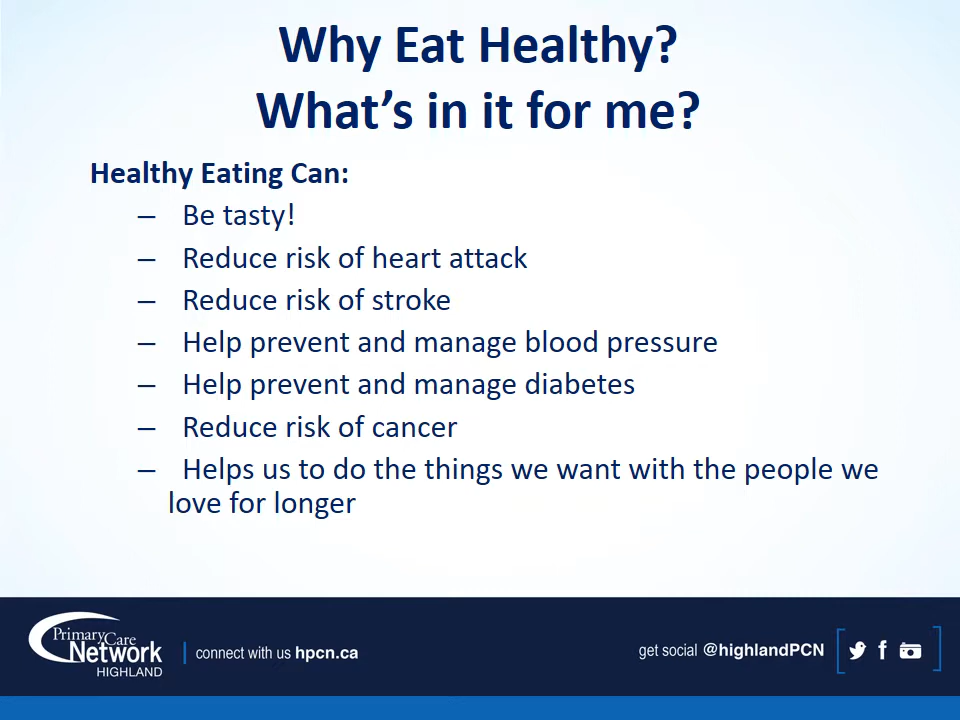 Why Eat Healthy?
What’s in it for me?
Healthy Eating Can:
– Be tasty!
– Reduce risk of heart attack
– Reduce risk of stroke
– Help prevent and manage blood pressure
– Help prevent and manage diabetes
– Reduce risk of cancer
– Helps us to do the things we want with the people we
love for longer
PrimaryCare
Network
HIGHLAND
connect with us hpcn.ca
get social @highlandPCN